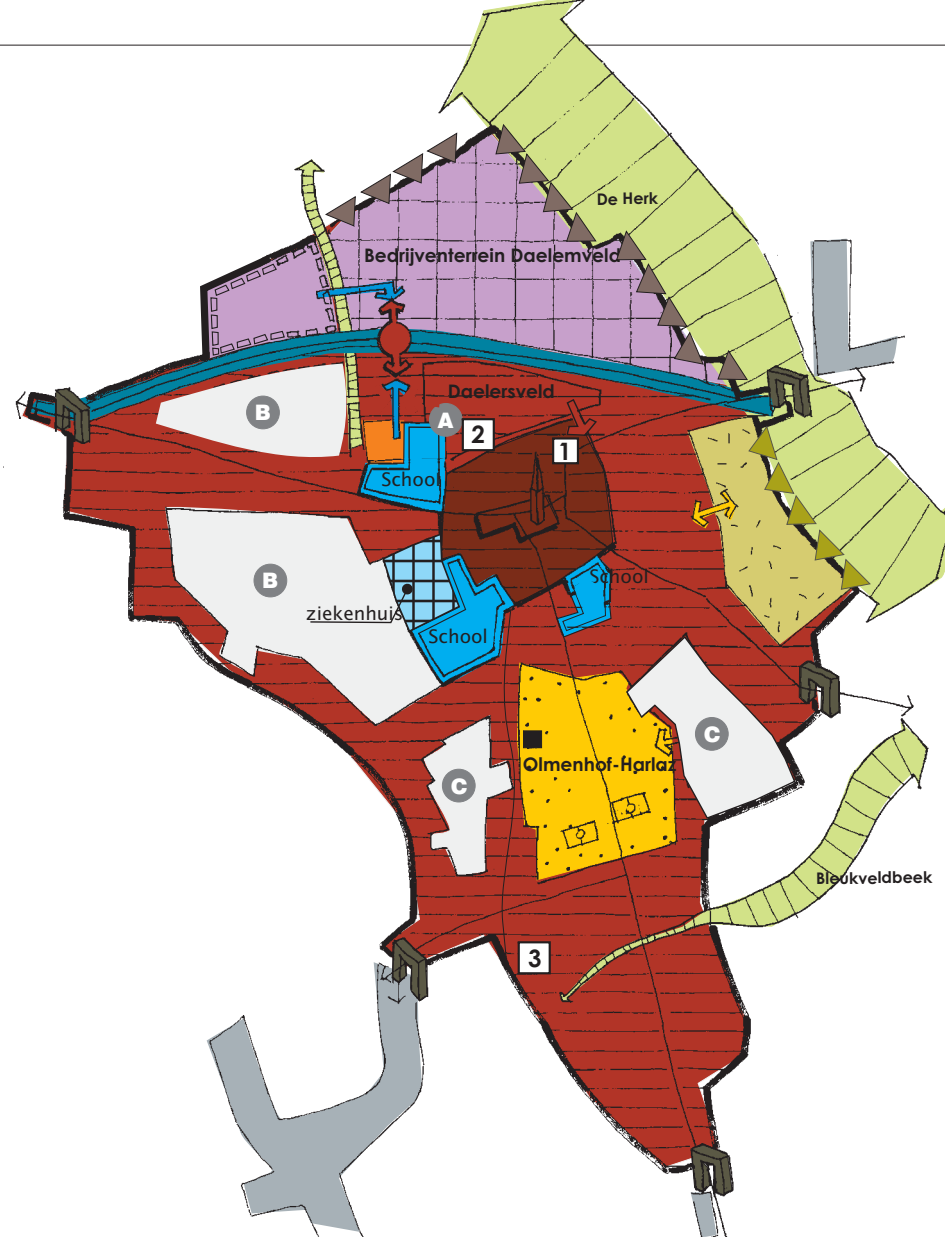 De Herk
Bedrijventerrein Daelemveld
Daelersveld
B
A
2
1
School
B
School
ziekenhuis
School
C
Olmenhof-Harlaz
C
Bleukveldbeek
3